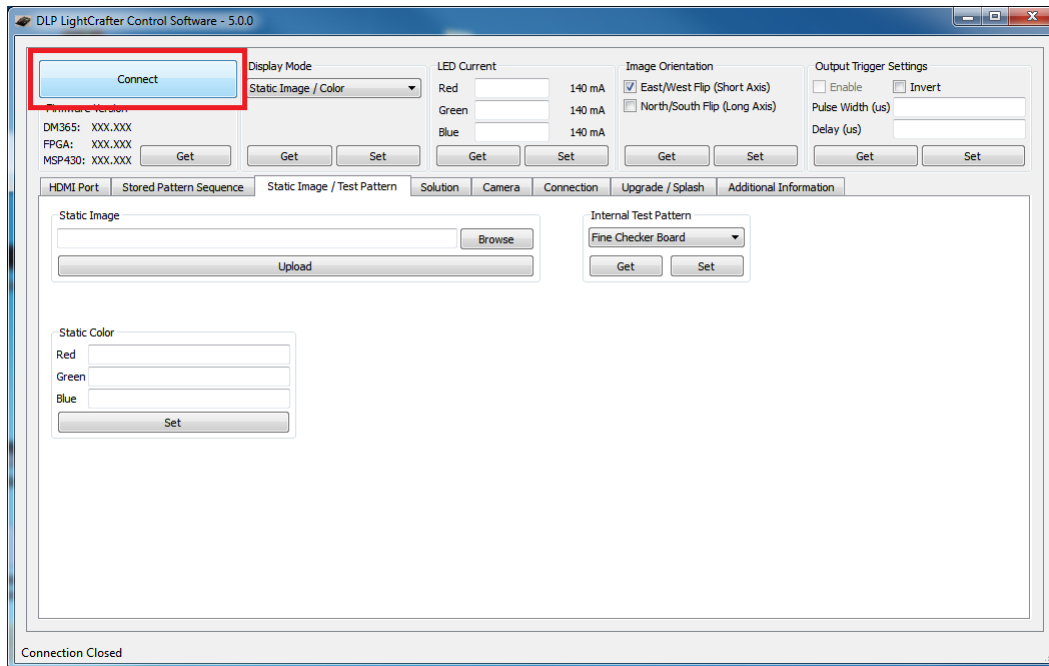 DLP LightCrafter Control Software - 5.0.0
Connect
Firmware Version
DM365: XXX.XXX
FPGA: XXX.XXX
MSP430: XXX.XXX
Get
Display Mode
Static Image / Color
Get Set
LED Current
Red 140 mA
Green 140 mA
Blue 140 mA
Get Set
Image Orientation
East/West Flip (Short Axis)
North/South Flip (Long Axis)
Get Set
Output Trigger Settings
Enable Invert
Pulse Width (us)
Delay (us)
Get Set
HDMI Port Stored Pattern Sequence Static Image / Test Pattern Solution Camera Connection Upgrade / Splash Additional Information
Static Image
Browse
Upload
Internal Test Pattern
Fine Checker Board
Get Set
Static Color
Red
Green
Blue
Set
Connection Closed